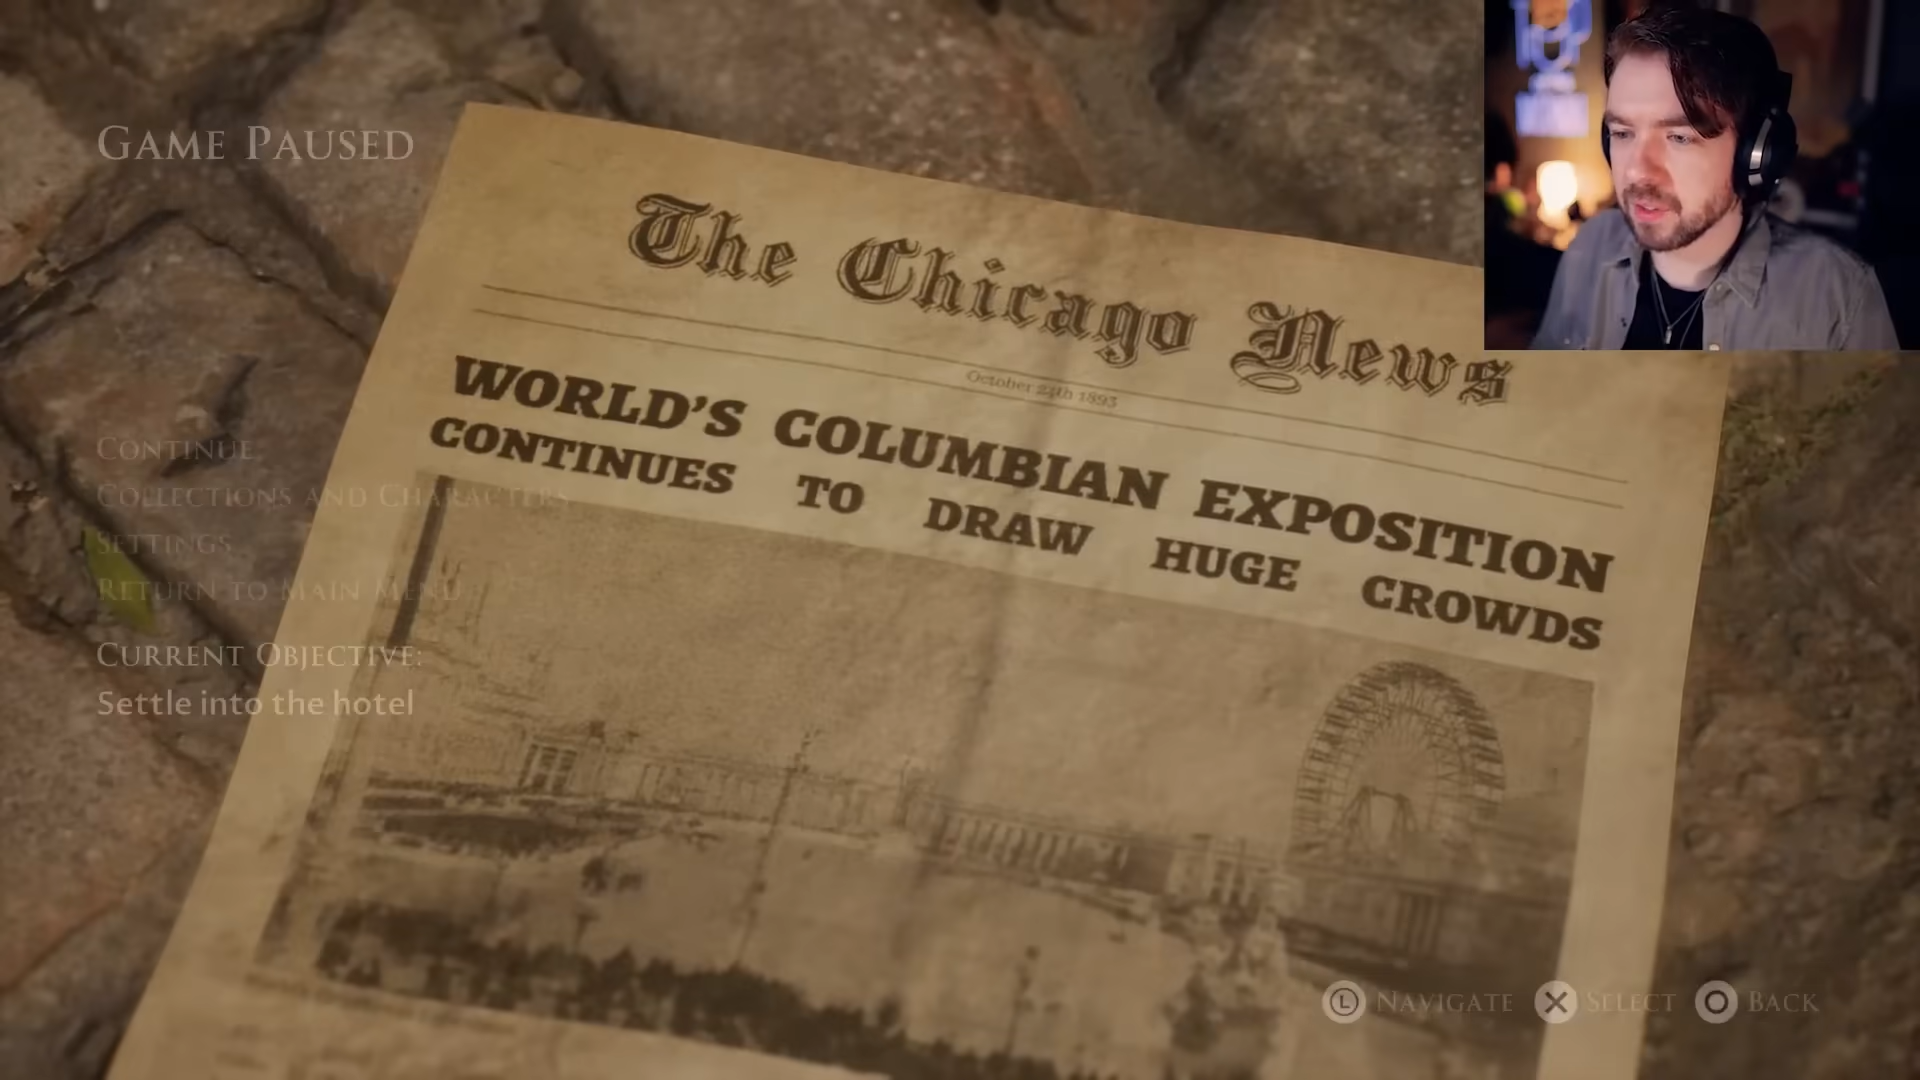 GAME PAUSED
The Chicago News
October 24th 1893
WORLD'S COLUMBIAN EXPOSITION
CONTINUES TO DRAW HUGE CROWDS
CONTINUE
COLLECTIONS AND CHARACTERS
SETTINGS
RETURN TO MAIN MENU
CURRENT OBJECTIVE:
Settle into the hotel
L NAVIGATE X SELECT O BACK